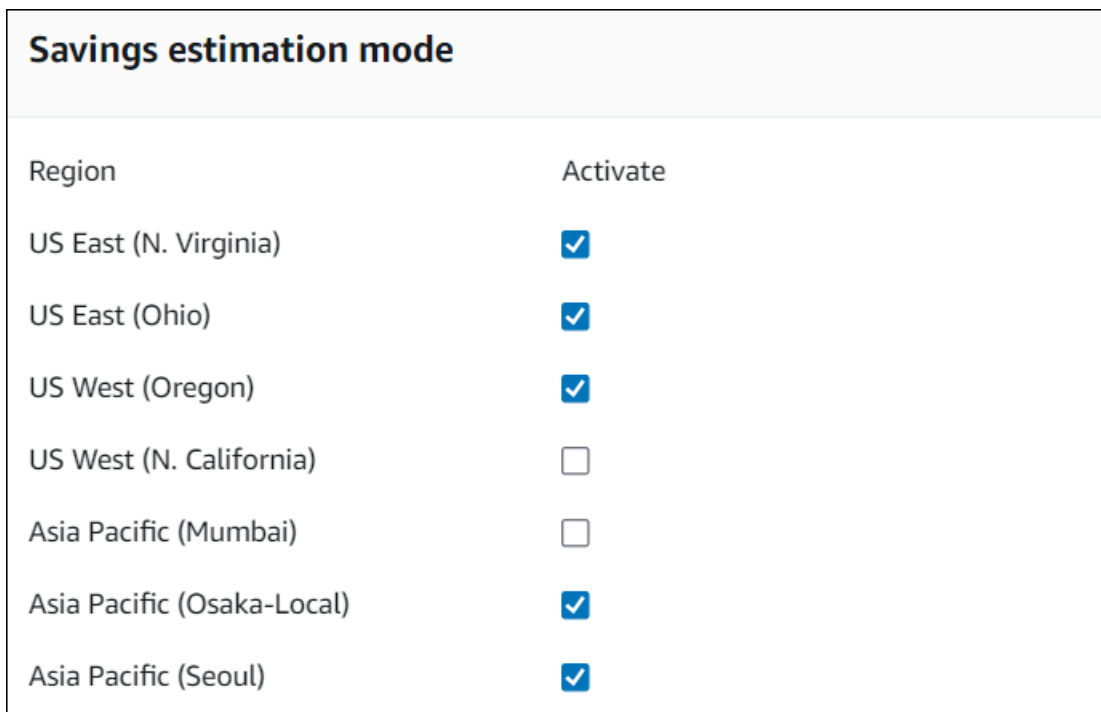 Savings estimation mode
Region Activate
US East (N. Virginia)
US East (Ohio)
US West (Oregon)
US West (N. California)
Asia Pacific (Mumbai)
Asia Pacific (Osaka-Local)
Asia Pacific (Seoul)